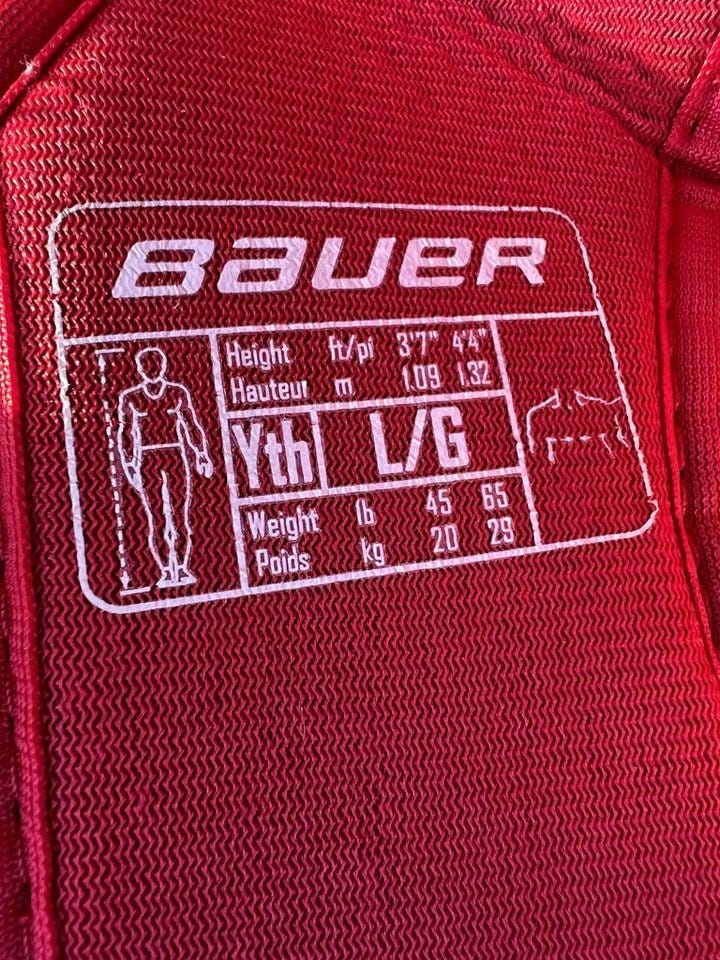 BAUER
Height ft/pi 3'7" 4'4"
Hauteur m 1.09 1.32
Yth L/G
Weight lb 45 65
Poids kg 20 29